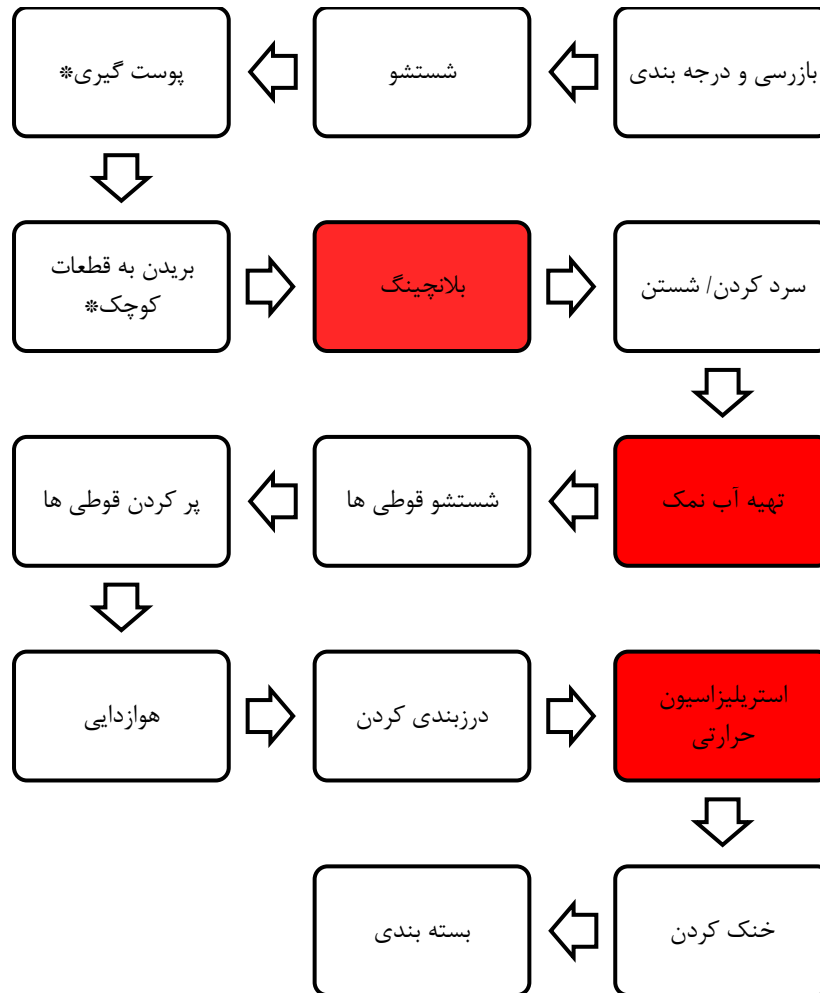 بازرسی و درجه بندی
شستشو
پوست گیری*
بریدن به قطعات
کوچک*
بلانچینگ
سرد کردن/ شستن
تهیه آب نمک
شستشو قوطی ها
پر کردن قوطی ها
هوازدایی
درزبندی کردن
استریلیزاسیون
حرارتی
خنک کردن
بسته بندی